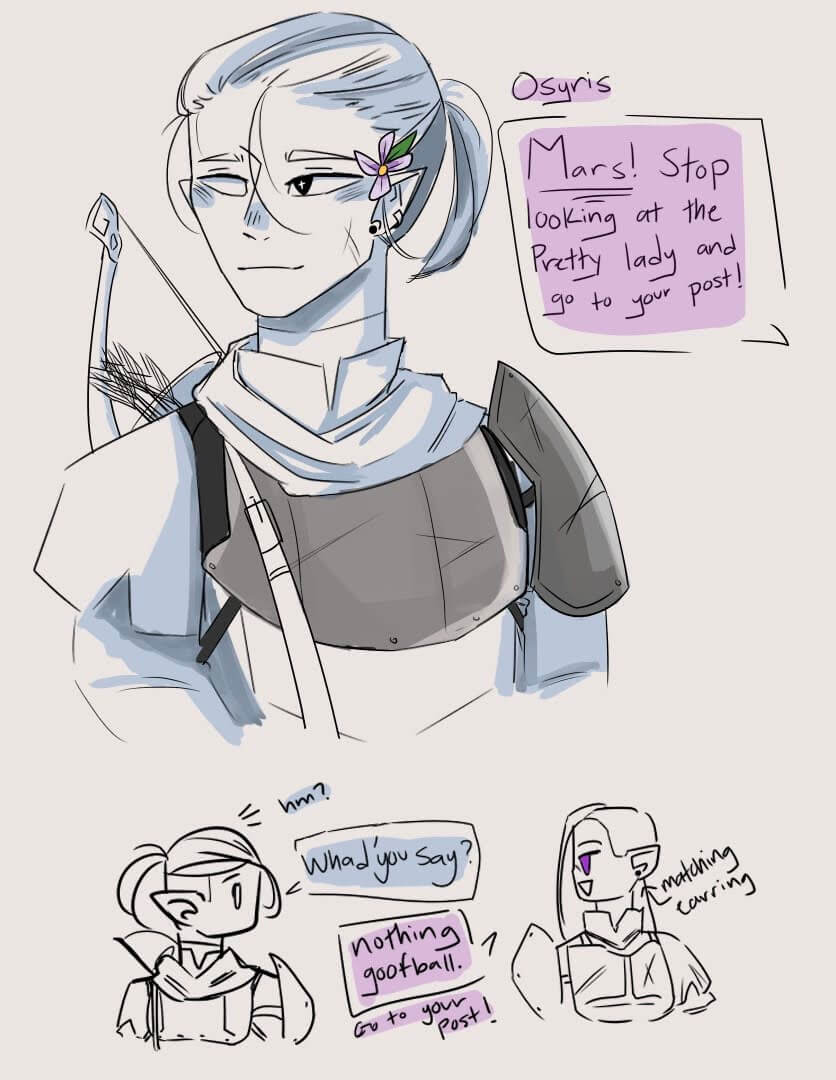 Osyris
Mars! Stop
looking at the
Pretty lady and
go to your post!
hm?
Whad'you say?
matching
earring
nothing
goofball.
Go to your
post!